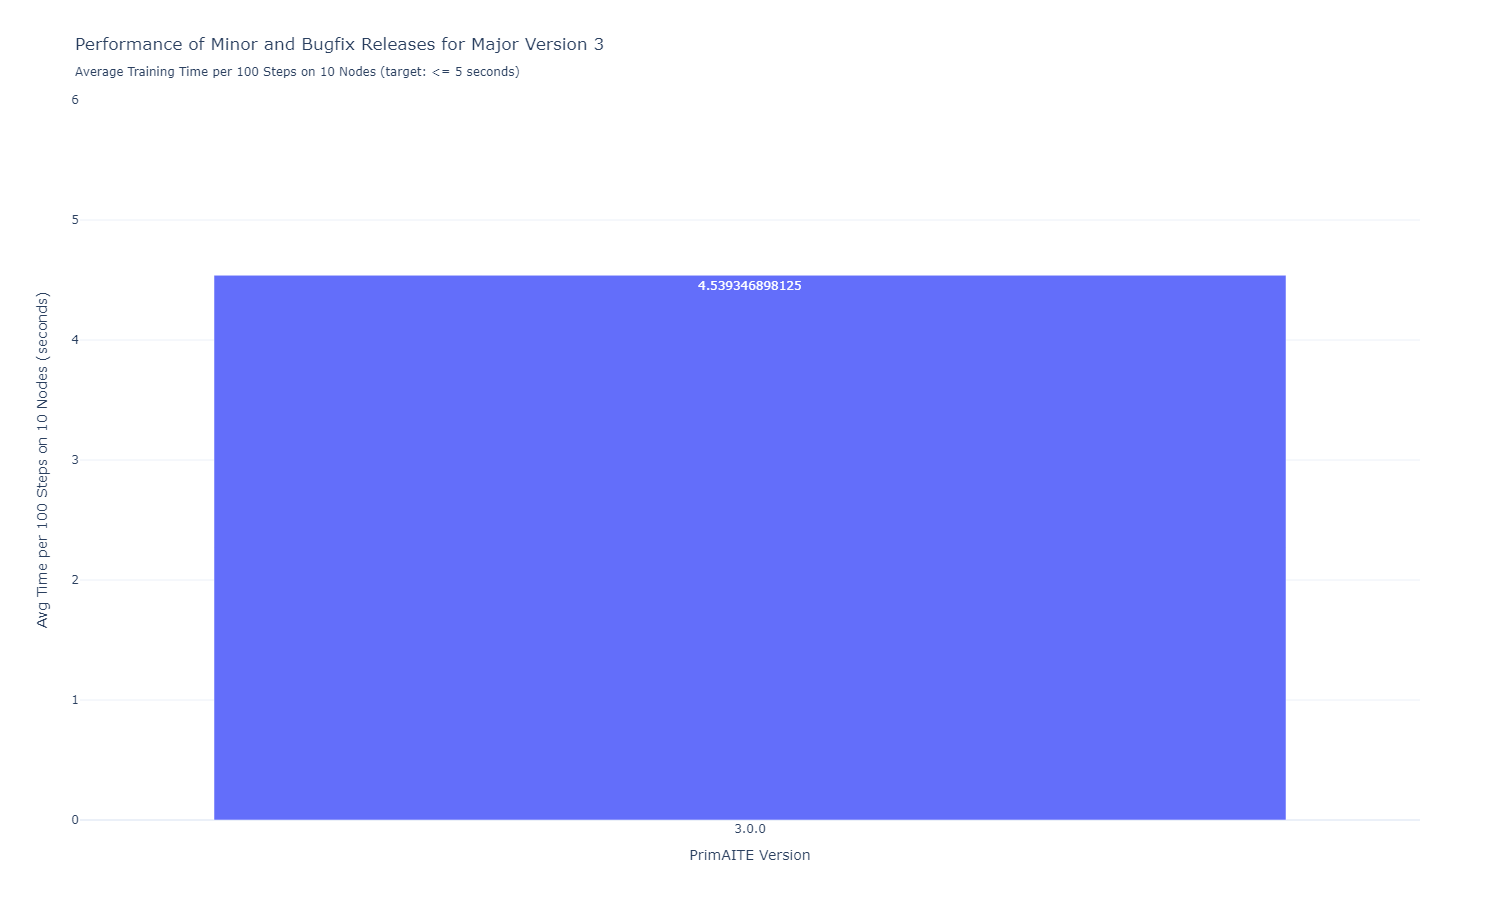 Performance of Minor and Bugfix Releases for Major Version 3
Average Training Time per 100 Steps on 10 Nodes (target: <= 5 seconds)
6
5
4
3
2
1
0
Avg Time per 100 Steps on 10 Nodes (seconds)
4.539346898125
3.0.0
PrimAITE Version